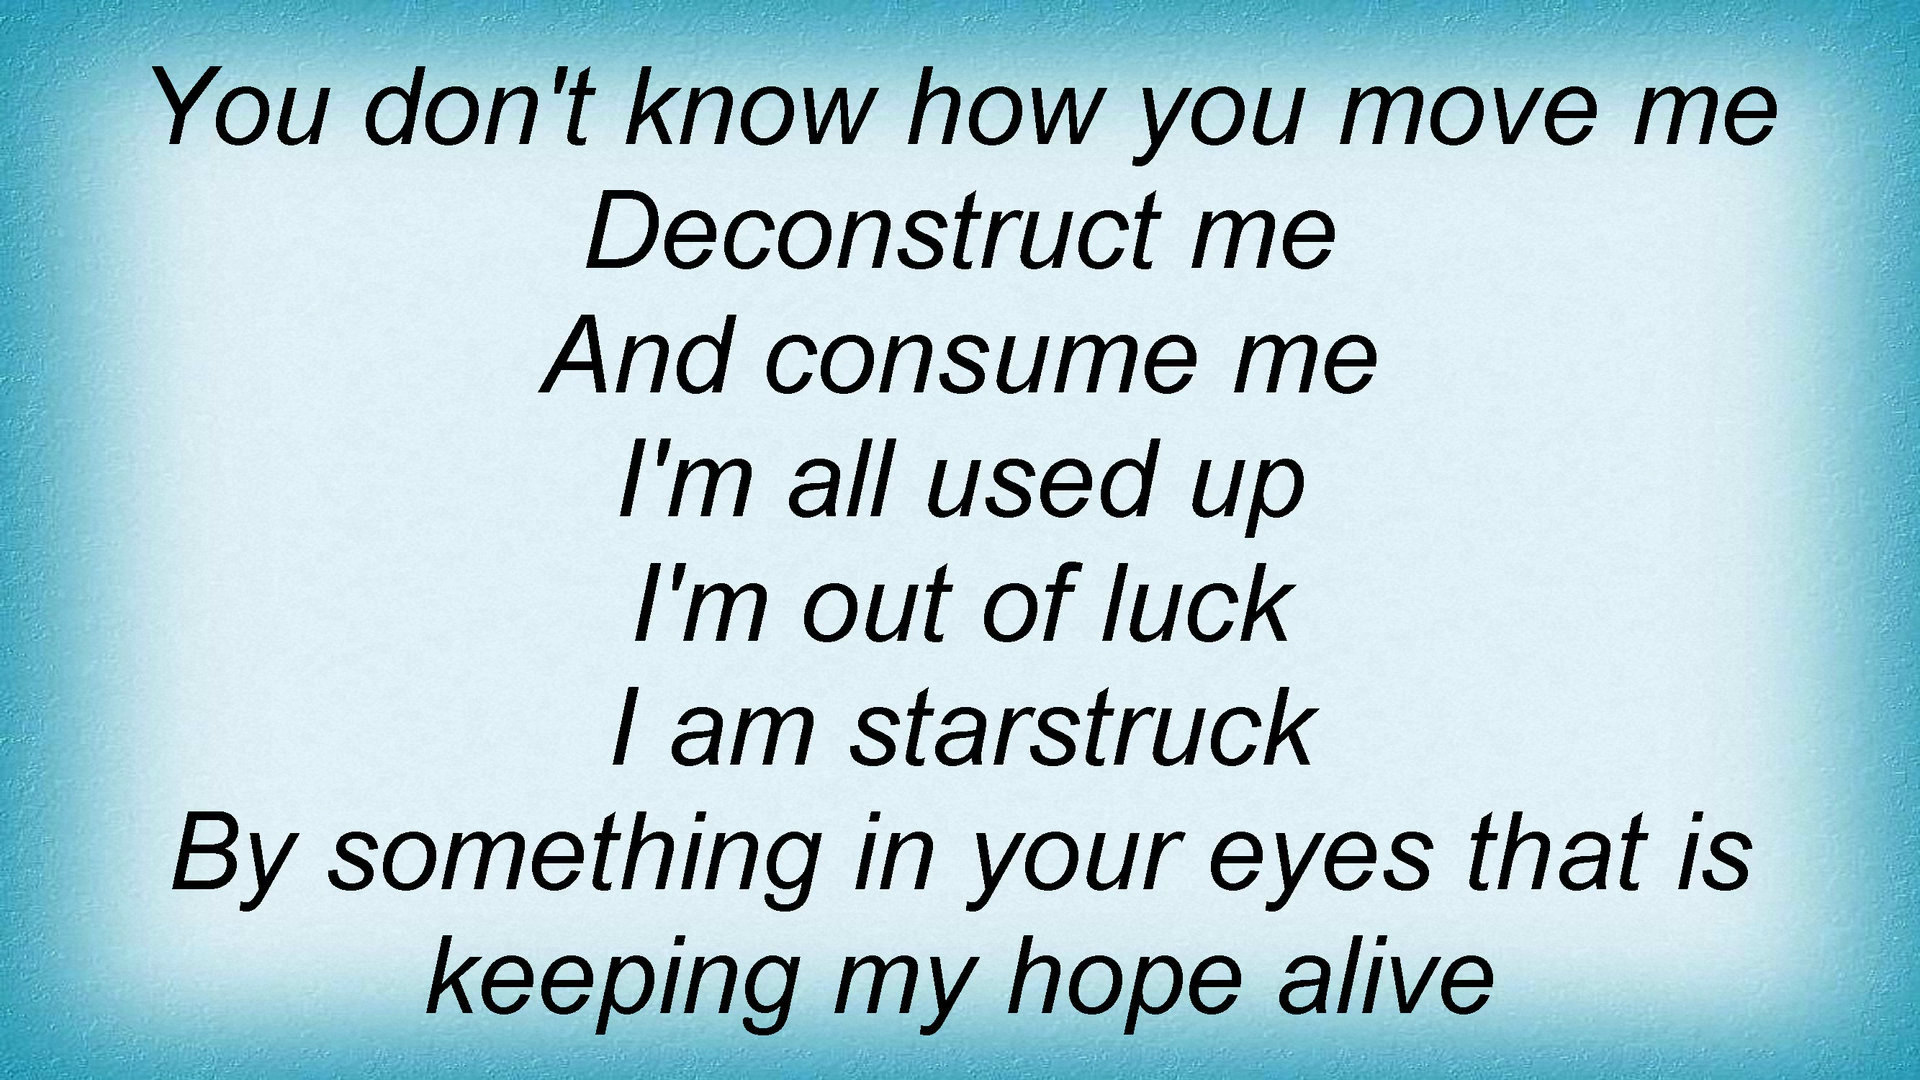 You don't know how you move me
Deconstruct me
And consume me
I'm all used up
I'm out of luck
I am starstruck
By something in your eyes that is
keeping my hope alive